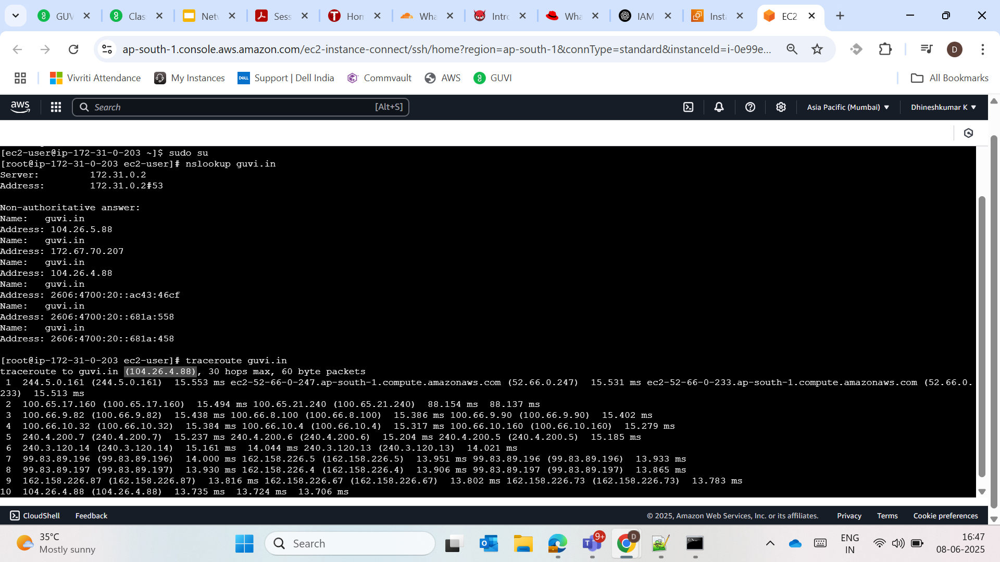 GUV
Clas
Net
Sess
Hon
Wha
Intro
Wha
IAM
Inst
EC2
ap-south-1.console.aws.amazon.com/ec2-instance-connect/ssh/home?region=ap-south-1&connType=standard&instanceId=i-0e99e...
D
Vivriti Attendance
My Instances
DELL Support | Dell India
Commvault
AWS
GUVI
All Bookmarks
aws
Search [Alt+S]
Asia Pacific (Mumbai)
Dhineshkumar K
[ec2-user@ip-172-31-0-203 ~]$ sudo su
[root@ip-172-31-0-203 ec2-user]# nslookup guvi.in
Server: 172.31.0.2
Address: 172.31.0.2#53
Non-authoritative answer:
Name: guvi.in
Address: 104.26.5.88
Name: guvi.in
Address: 172.67.70.207
Name: guvi.in
Address: 104.26.4.88
Name: guvi.in
Address: 2606:4700:20::ac43:46cf
Name: guvi.in
Address: 2606:4700:20::681a:558
Name: guvi.in
Address: 2606:4700:20::681a:458
[root@ip-172-31-0-203 ec2-user]# traceroute guvi.in
traceroute to guvi.in (104.26.4.88), 30 hops max, 60 byte packets
1 244.5.0.161 (244.5.0.161) 15.553 ms ec2-52-66-0-247.ap-south-1.compute.amazonaws.com (52.66.0.247) 15.531 ms ec2-52-66-0-233.ap-south-1.compute.amazonaws.com (52.66.0.
233) 15.513 ms
2 100.65.17.160 (100.65.17.160) 15.494 ms 100.65.21.240 (100.65.21.240) 88.154 ms 88.137 ms
3 100.66.9.82 (100.66.9.82) 15.438 ms 100.66.8.100 (100.66.8.100) 15.386 ms 100.66.9.90 (100.66.9.90) 15.402 ms
4 100.66.10.32 (100.66.10.32) 15.384 ms 100.66.10.4 (100.66.10.4) 15.317 ms 100.66.10.160 (100.66.10.160) 15.279 ms
5 240.4.200.7 (240.4.200.7) 15.237 ms 240.4.200.6 (240.4.200.6) 15.204 ms 240.4.200.5 (240.4.200.5) 15.185 ms
6 240.3.120.14 (240.3.120.14) 15.161 ms 14.044 ms 240.3.120.13 (240.3.120.13) 14.021 ms
7 99.83.89.196 (99.83.89.196) 14.000 ms 162.158.226.5 (162.158.226.5) 13.951 ms 99.83.89.196 (99.83.89.196) 13.933 ms
8 99.83.89.197 (99.83.89.197) 13.930 ms 162.158.226.4 (162.158.226.4) 13.906 ms 99.83.89.197 (99.83.89.197) 13.865 ms
9 162.158.226.87 (162.158.226.87) 13.816 ms 162.158.226.67 (162.158.226.67) 13.802 ms 162.158.226.73 (162.158.226.73) 13.783 ms
10 104.26.4.88 (104.26.4.88) 13.735 ms 13.724 ms 13.706 ms
CloudShell
Feedback
© 2025, Amazon Web Services, Inc. or its affiliates.
Privacy
Terms
Cookie preferences
35°C
Mostly sunny
Search
9+
D
ENG
IN
16:47
08-06-2025